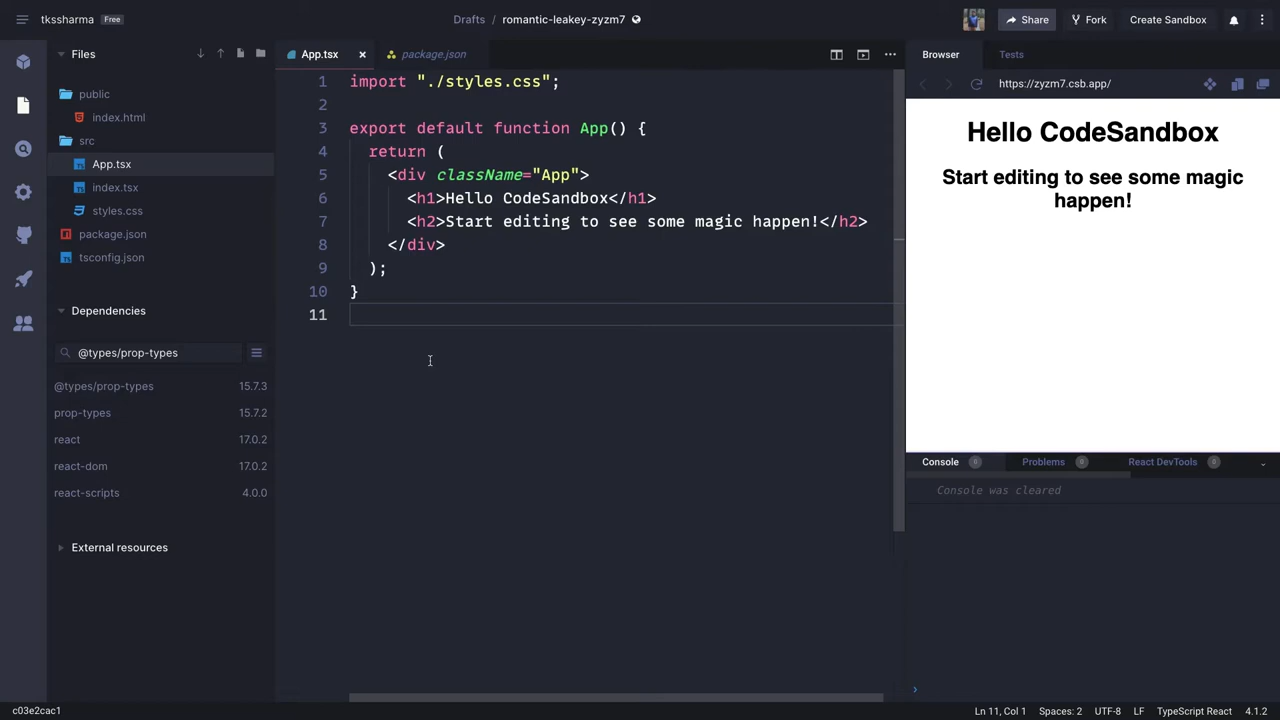 tkssharma Free
Drafts / romantic-leakey-zyzm7
Share
Fork
Create Sandbox
Files
public
index.html
src
App.tsx
index.tsx
styles.css
package.json
tsconfig.json
Dependencies
@types/prop-types
@types/prop-types 15.7.3
prop-types 15.7.2
react 17.0.2
react-dom 17.0.2
react-scripts 4.0.0
External resources
App.tsx
package.json
1 import "./styles.css";
2
3 export default function App() {
4 return (
5 <div className="App">
6 <h1>Hello CodeSandbox</h1>
7 <h2>Start editing to see some magic happen!</h2>
8 </div>
9 );
10 }
11
Browser Tests
https://zyzm7.csb.app/
Hello CodeSandbox
Start editing to see some magic
happen!
Console 0 Problems 0 React DevTools 0
Console was cleared
c03e2cac1
Ln 11, Col 1 Spaces: 2 UTF-8 LF TypeScript React 4.1.2